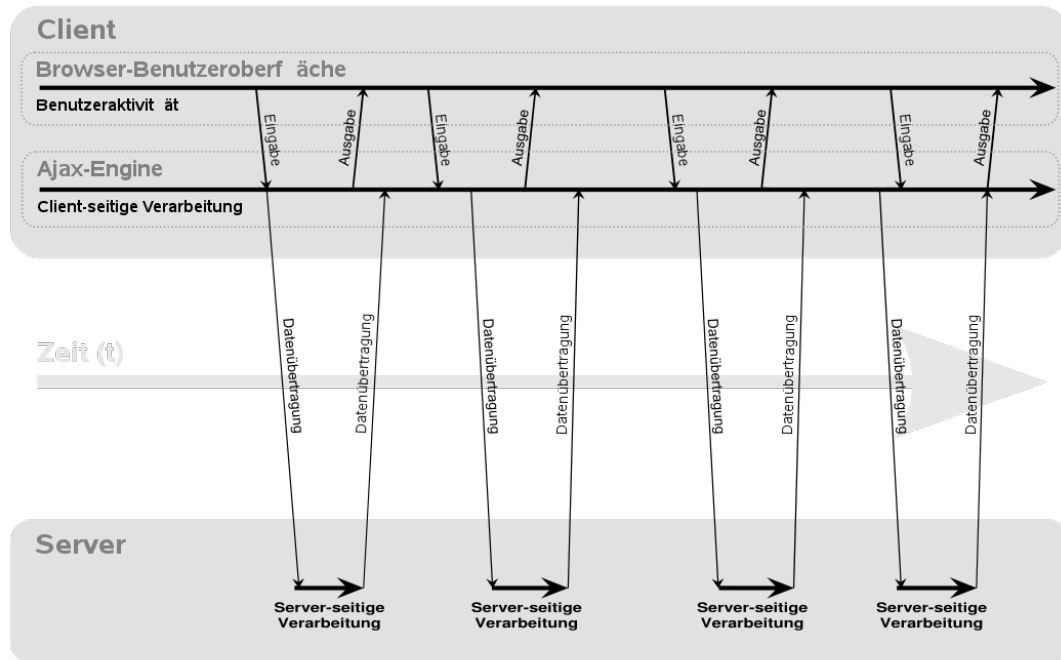 Client
Browser-Benutzeroberf äche
Benutzeraktivit ät
Eingabe
Ausgabe
Eingabe
Ausgabe
Eingabe
Ausgabe
Eingabe
Ausgabe
Ajax-Engine
Client-seitige Verarbeitung
Zeit (t)
Datenübertragung
Datenübertragung
Datenübertragung
Datenübertragung
Datenübertragung
Datenübertragung
Datenübertragung
Datenübertragung
Server
Server-seitige
Verarbeitung
Server-seitige
Verarbeitung
Server-seitige
Verarbeitung
Server-seitige
Verarbeitung